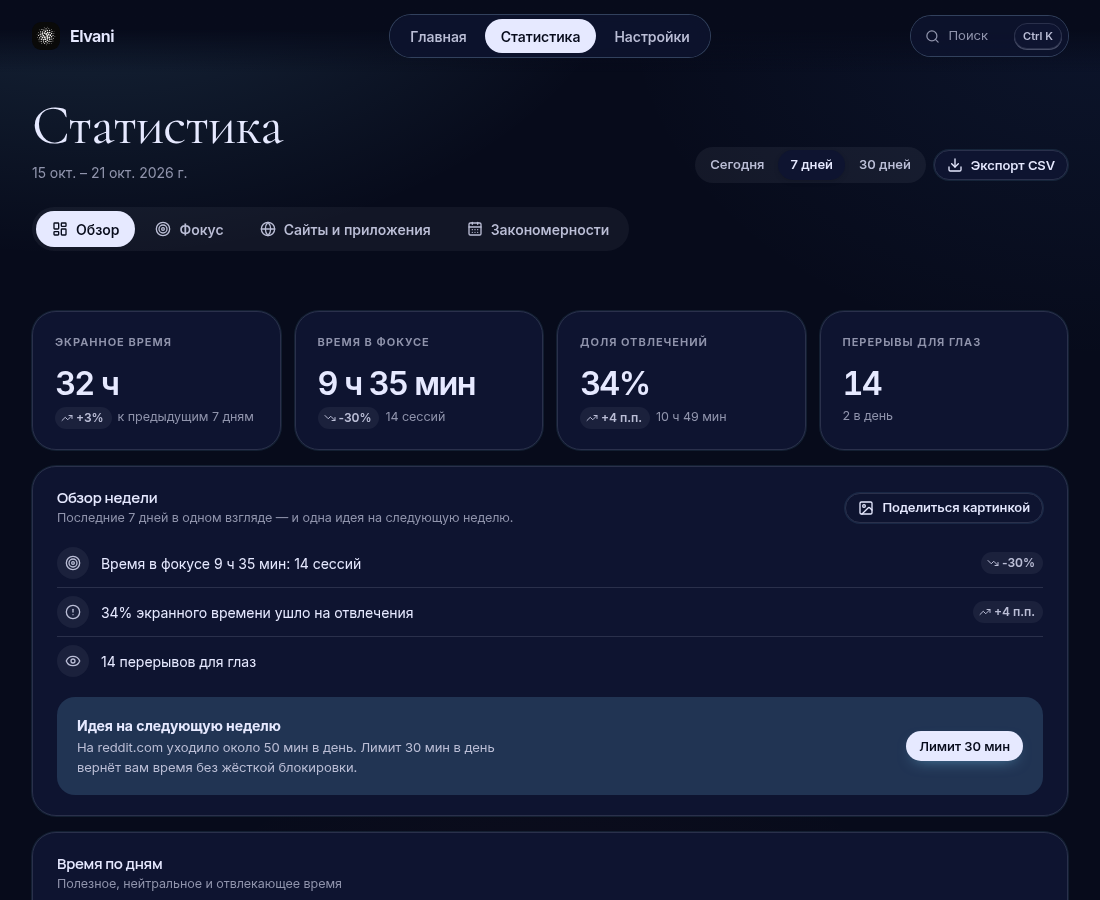 Elvani
Главная
Статистика
Настройки
Поиск
Ctrl K
Статистика
15 окт. – 21 окт. 2026 г.
Сегодня
7 дней
30 дней
Экспорт CSV
Обзор
Фокус
Сайты и приложения
Закономерности
ЭКРАННОЕ ВРЕМЯ
32 ч
+3% к предыдущим 7 дням
ВРЕМЯ В ФОКУСЕ
9 ч 35 мин
-30% 14 сессий
ДОЛЯ ОТВЛЕЧЕНИЙ
34%
+4 п.п. 10 ч 49 мин
ПЕРЕРЫВЫ ДЛЯ ГЛАЗ
14
2 в день
Обзор недели
Последние 7 дней в одном взгляде — и одна идея на следующую неделю.
Поделиться картинкой
Время в фокусе 9 ч 35 мин: 14 сессий
-30%
34% экранного времени ушло на отвлечения
+4 п.п.
14 перерывов для глаз
Идея на следующую неделю
На reddit.com уходило около 50 мин в день. Лимит 30 мин в день
вернёт вам время без жёсткой блокировки.
Лимит 30 мин
Время по дням
Полезное, нейтральное и отвлекающее время